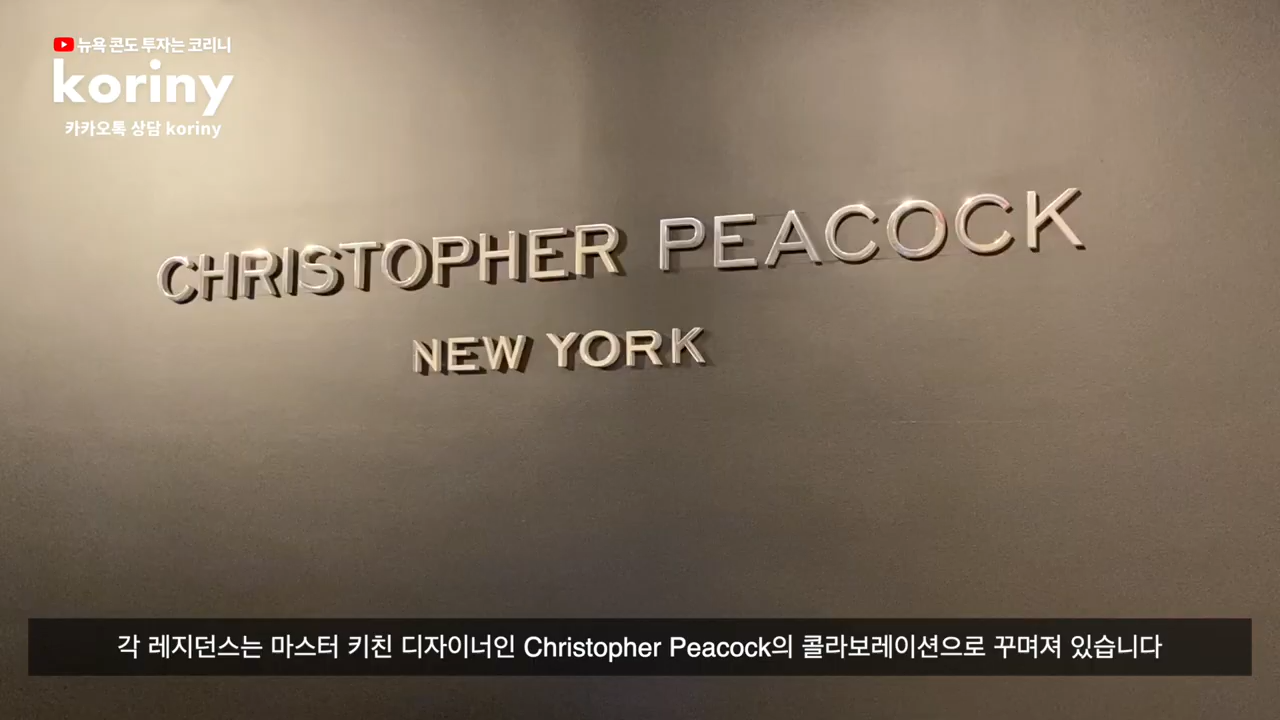 뉴욕 콘도 투자는 코리니
koriny
카카오톡 상담 koriny
CHRISTOPHER PEACOCK
NEW YORK
각 레지던스는 마스터 키친 디자이너인 Christopher Peacock의 콜라보레이션으로 꾸며져 있습니다